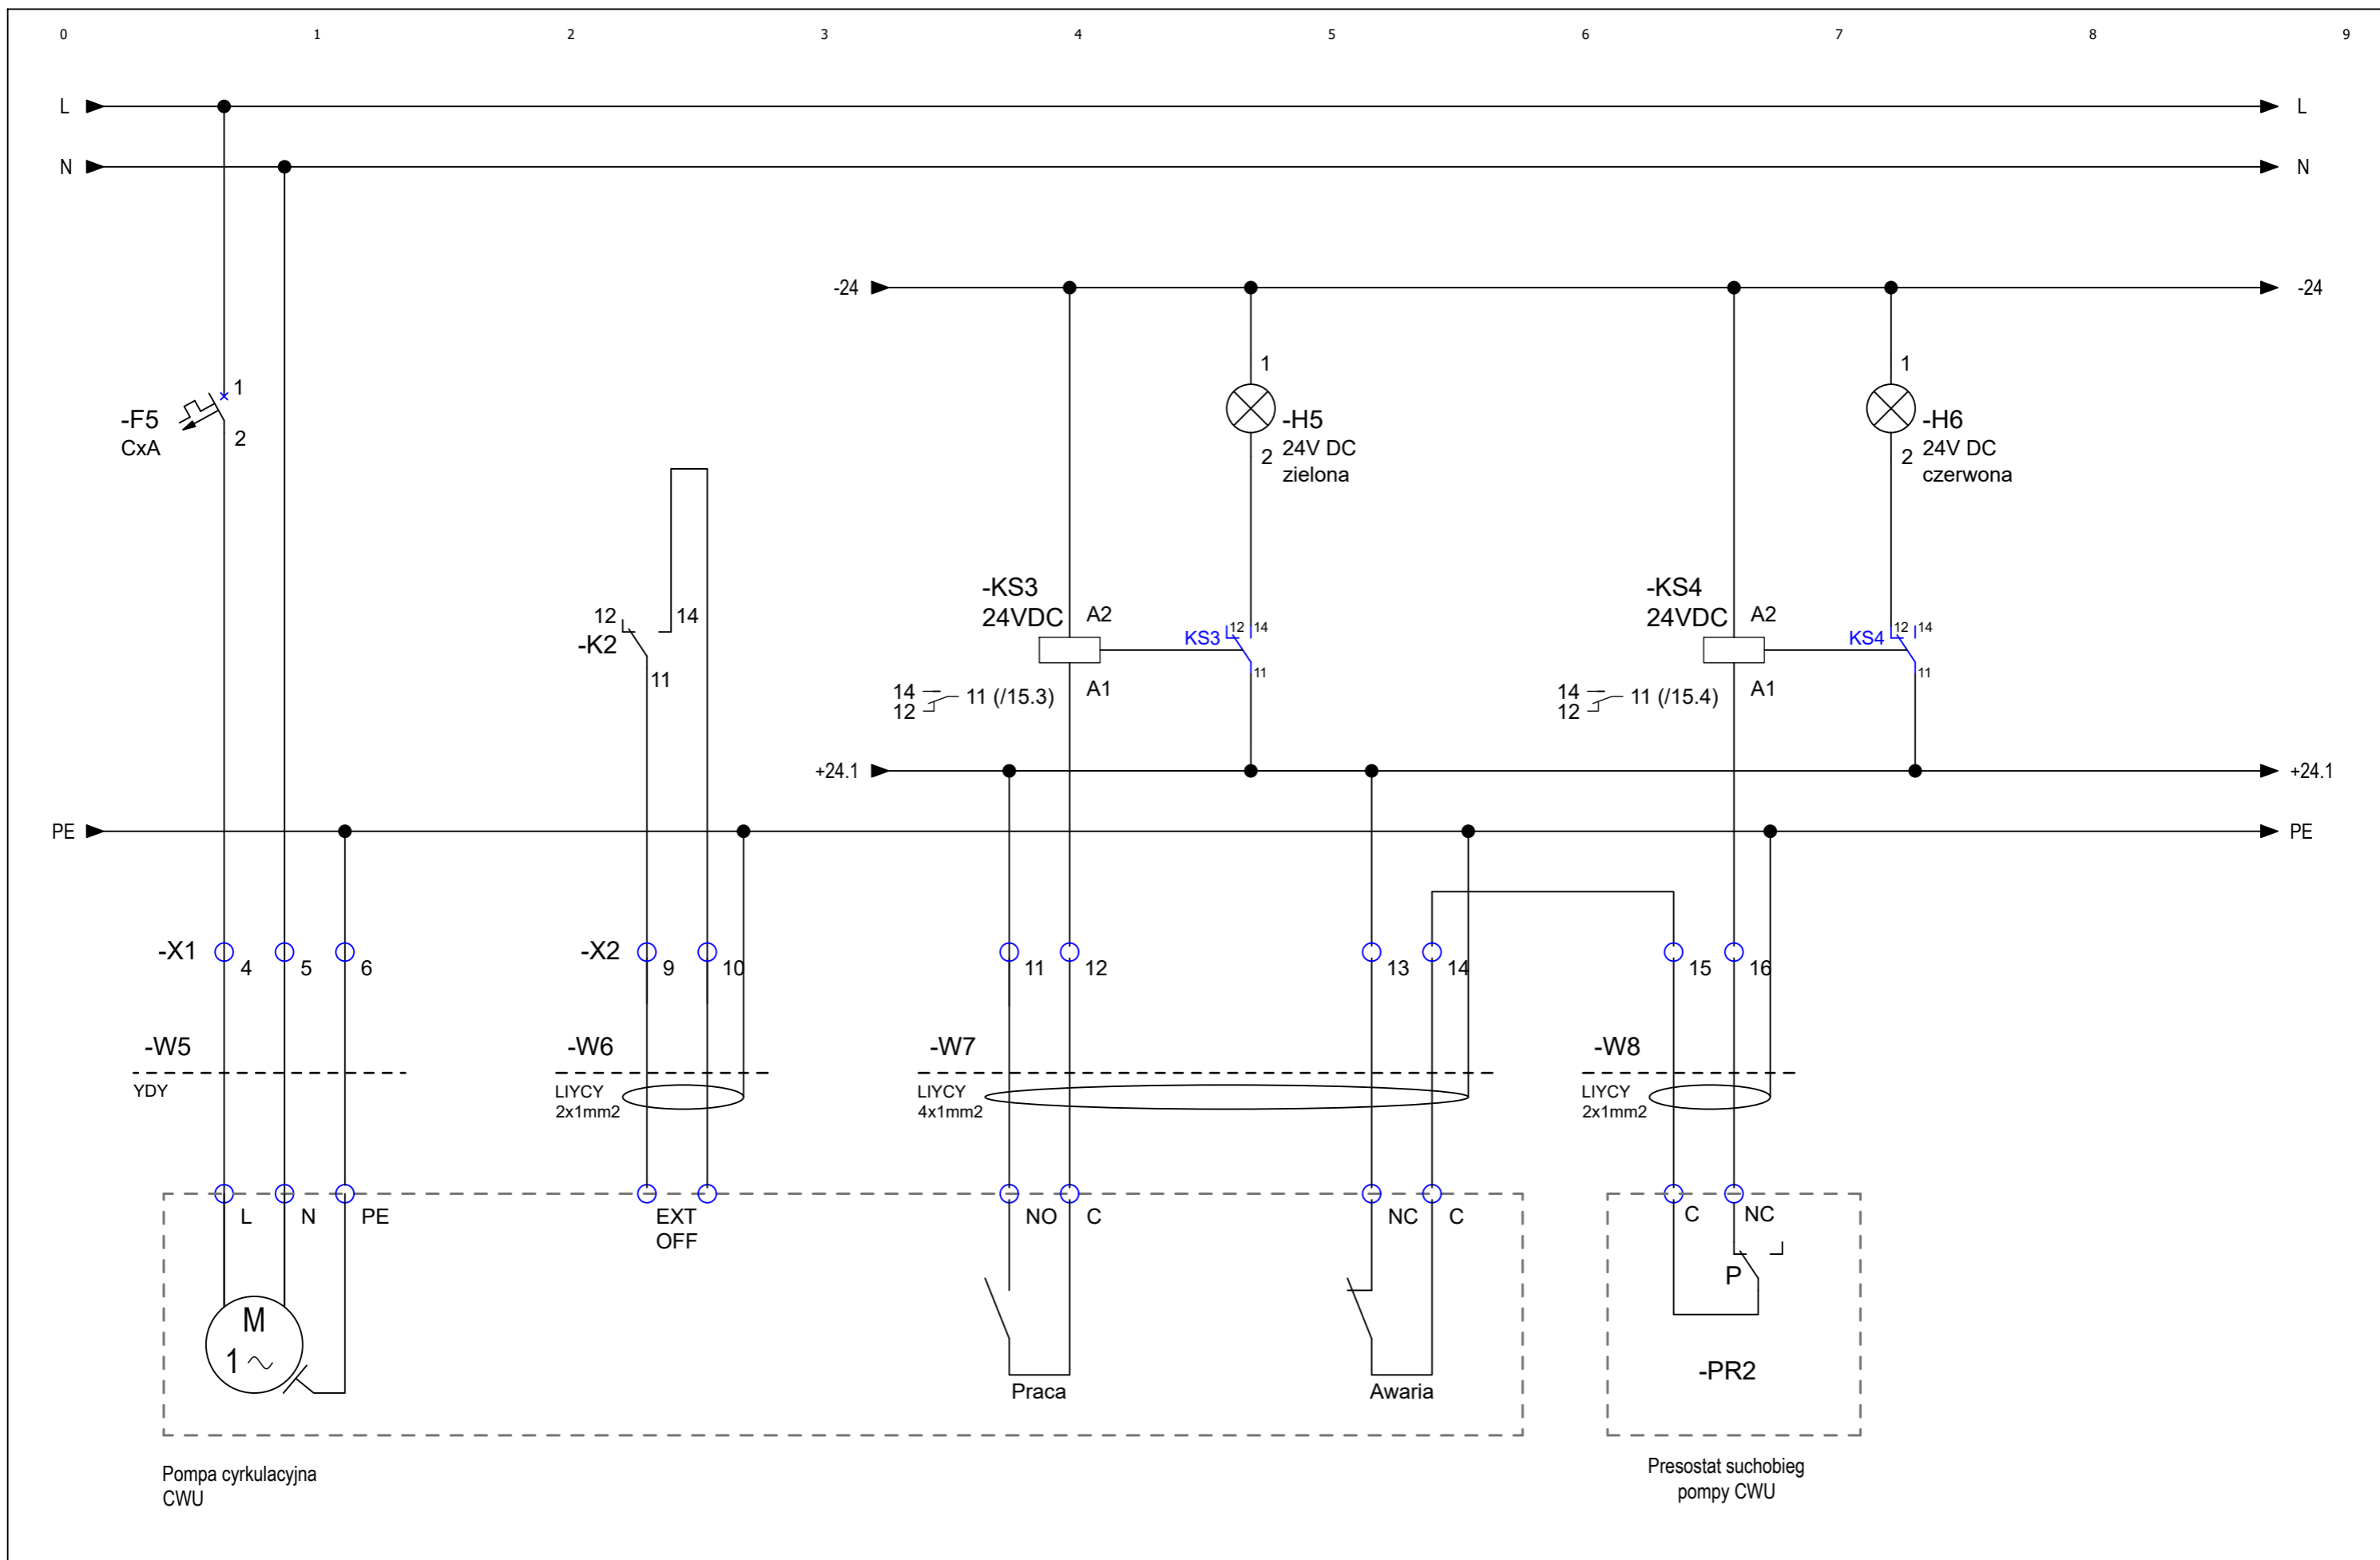 0 1 2 3 4 5 6 7 8 9
L L
N N
-24 -24
1 1
-F5 1
CxA 2
-H5
2 24V DC
zielona
-H6
2 24V DC
czerwona
12 14
-K2
11
-KS3
24VDC A2
KS3 12 14
11
A1
14 11 (/15.3)
12
-KS4
24VDC A2
KS4 12 14
11
A1
14 11 (/15.4)
12
+24.1 +24.1
PE PE
-X1 4 5 6
-X2 9 10 11 12 13 14 15 16
-W5
YDY
-W6
LIYCY
2x1mm2
-W7
LIYCY
4x1mm2
-W8
LIYCY
2x1mm2
L N PE
EXT
OFF
NO C
NC C
C NC
M
1
P
Praca
Awaria
-PR2
Pompa cyrkulacyjna
CWU
Presostat suchobieg
pompy CWU